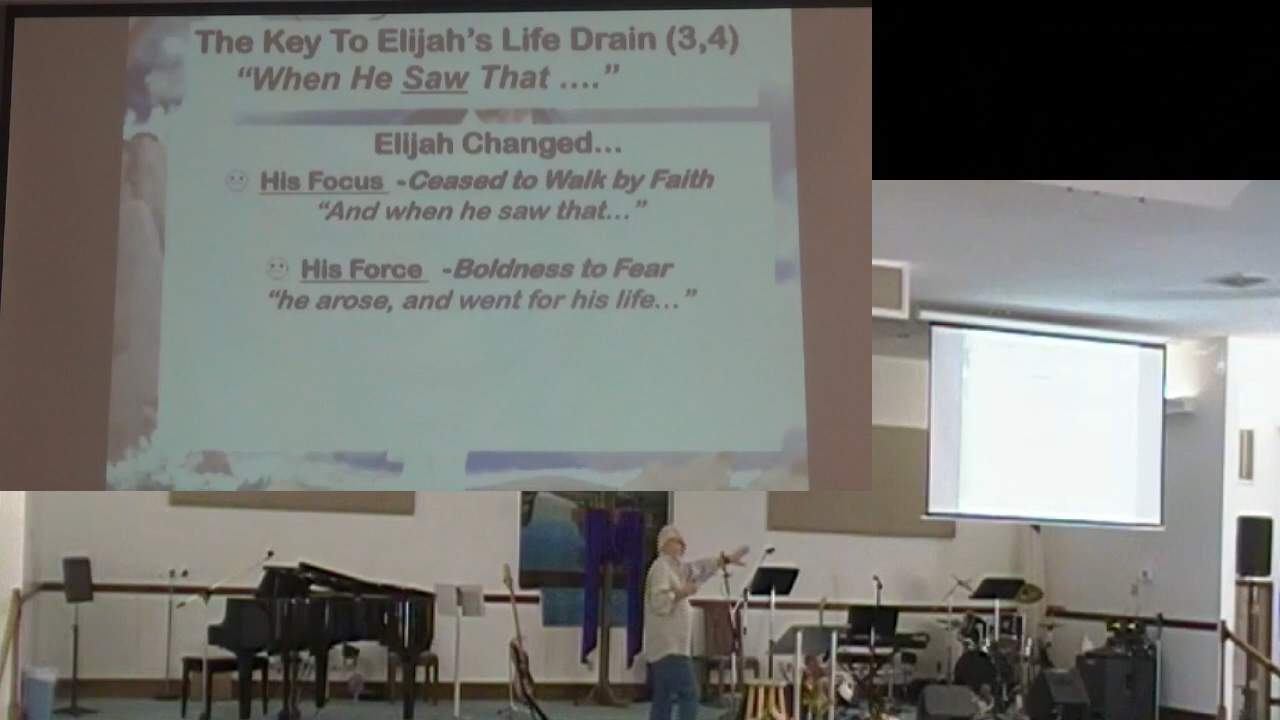 The Key To Elijah's Life Drain (3,4)
"When He Saw That ...."
Elijah Changed...
His Focus -Ceased to Walk by Faith
"And when he saw that..."
His Force -Boldness to Fear
"he arose, and went for his life..."